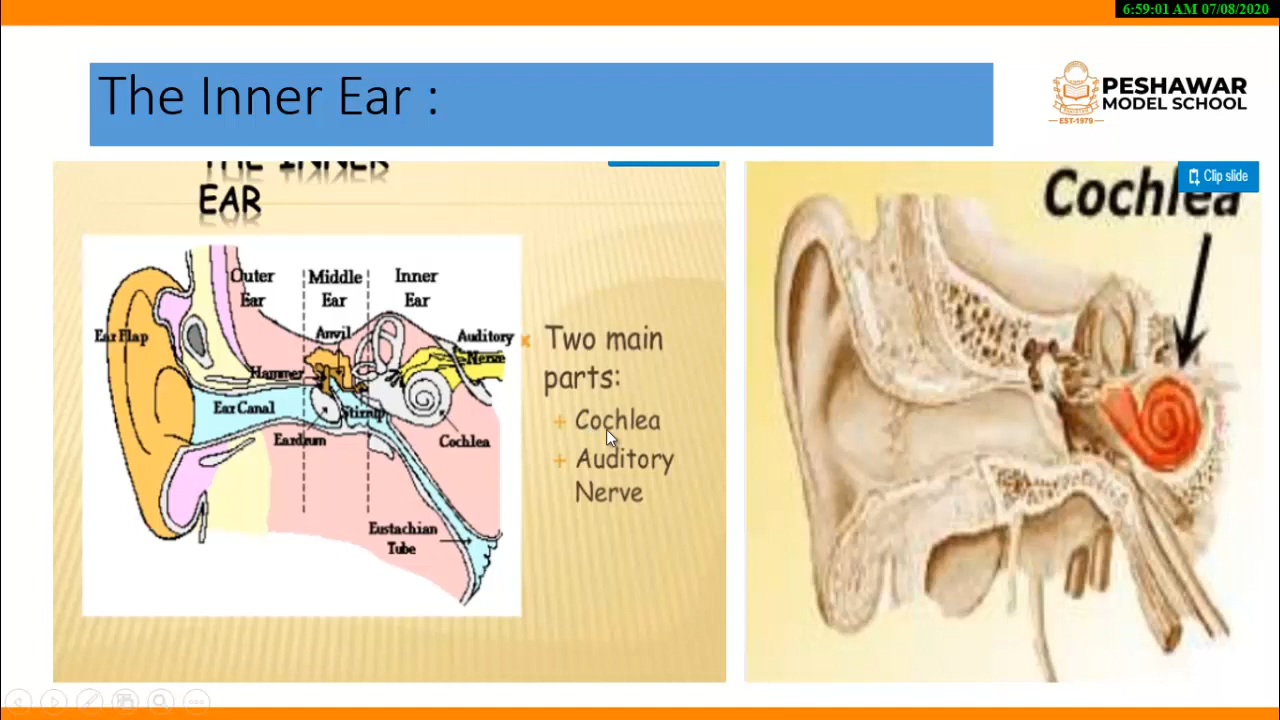 6:59:01 AM 07/08/2020
The Inner Ear :
PESHAWAR
MODEL SCHOOL
EST-1979
THE INNER
EAR
Outer
Ear
Middle
Ear
Inner
Ear
Ear Flap
Anvil
Auditory
Nerve
Hammer
Ear Canal
Stirrup
Eardrum
Cochlea
Eustachian
Tube
Two main
parts:
Cochlea
Auditory
Nerve
Clip slide
Cochlea